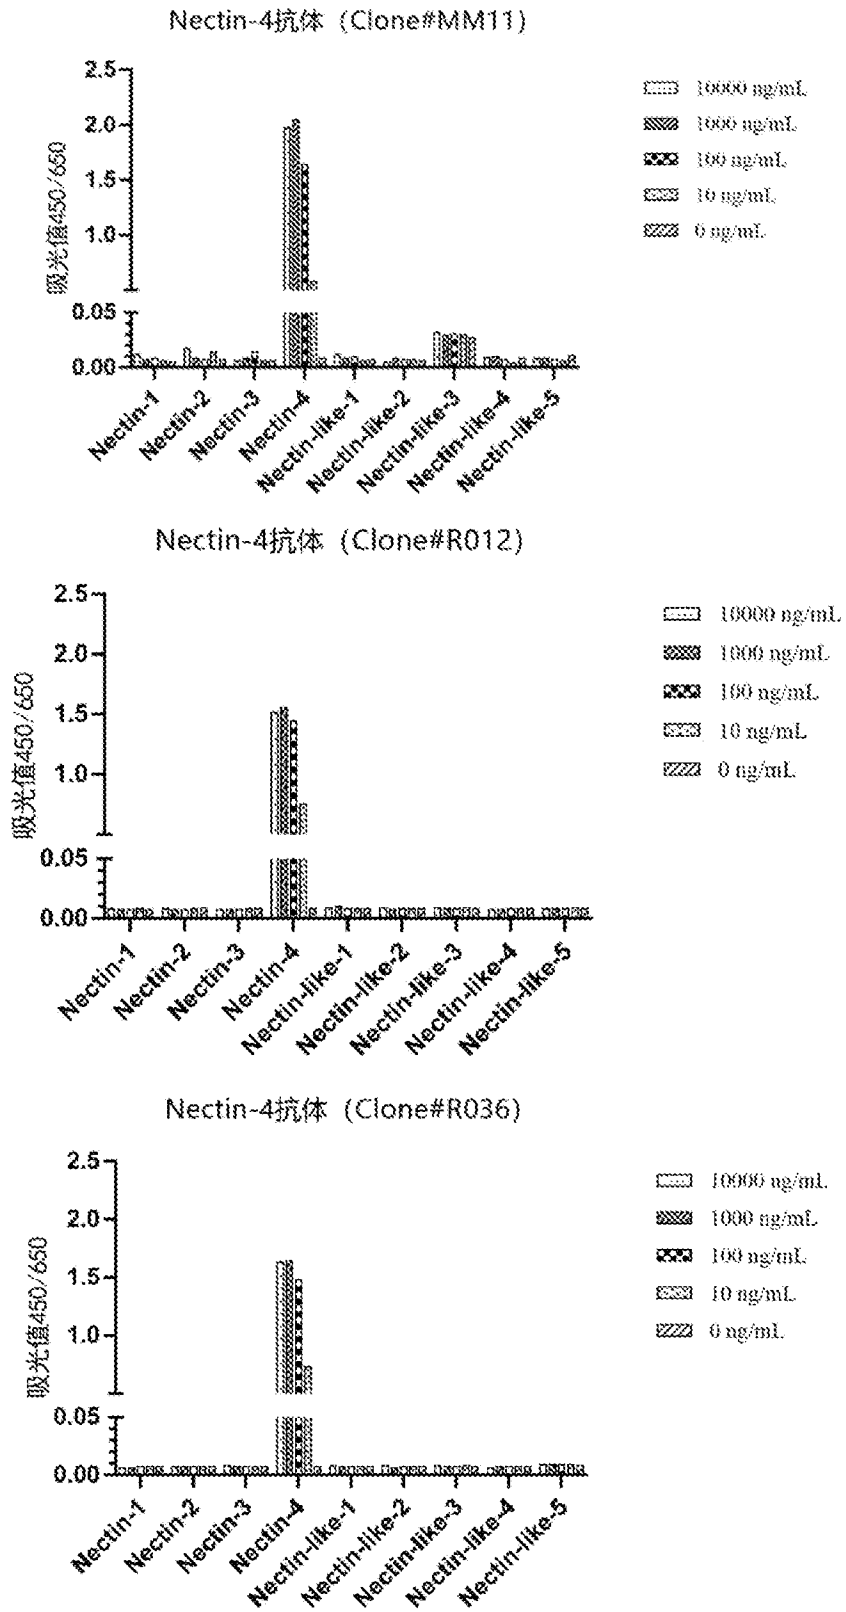 Nectin-4抗体 (Clone#MM11)
吸光值450/650
2.5
2.0
1.5
1.0
0.05
0.00
Nectin-1
Nectin-2
Nectin-3
Nectin-4
Nectin-like-1
Nectin-like-2
Nectin-like-3
Nectin-like-4
Nectin-like-5
10000 ng/mL
1000 ng/mL
100 ng/mL
10 ng/mL
0 ng/mL
Nectin-4抗体 (Clone#R012)
吸光值450/650
2.5
2.0
1.5
1.0
0.05
0.00
Nectin-1
Nectin-2
Nectin-3
Nectin-4
Nectin-like-1
Nectin-like-2
Nectin-like-3
Nectin-like-4
Nectin-like-5
10000 ng/mL
1000 ng/mL
100 ng/mL
10 ng/mL
0 ng/mL
Nectin-4抗体 (Clone#R036)
吸光值450/650
2.5
2.0
1.5
1.0
0.05
0.00
Nectin-1
Nectin-2
Nectin-3
Nectin-4
Nectin-like-1
Nectin-like-2
Nectin-like-3
Nectin-like-4
Nectin-like-5
10000 ng/mL
1000 ng/mL
100 ng/mL
10 ng/mL
0 ng/mL